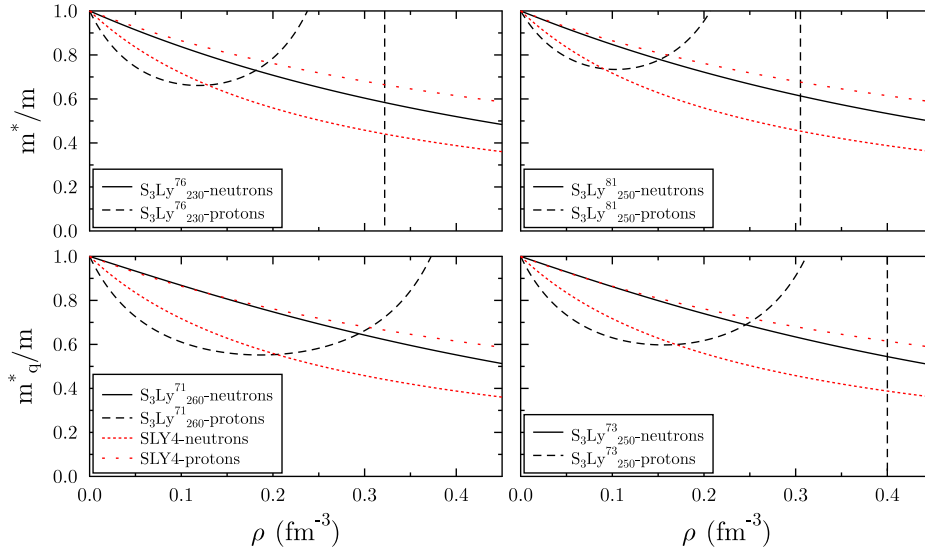 1.0
0.8
0.6
0.4
0.2
0.0
m*/m
S₃Ly⁷⁶₂₃₀-neutrons
S₃Ly⁷⁶₂₃₀-protons
S₃Ly⁸¹₂₅₀-neutrons
S₃Ly⁸¹₂₅₀-protons
1.0
0.8
0.6
0.4
0.2
0.0
m*q/m
S₃Ly⁷¹₂₆₀-neutrons
S₃Ly⁷¹₂₆₀-protons
SLY4-neutrons
SLY4-protons
S₃Ly⁷³₂₅₀-neutrons
S₃Ly⁷³₂₅₀-protons
0.0 0.1 0.2 0.3 0.4
0.0 0.1 0.2 0.3 0.4
ρ (fm⁻³)
ρ (fm⁻³)